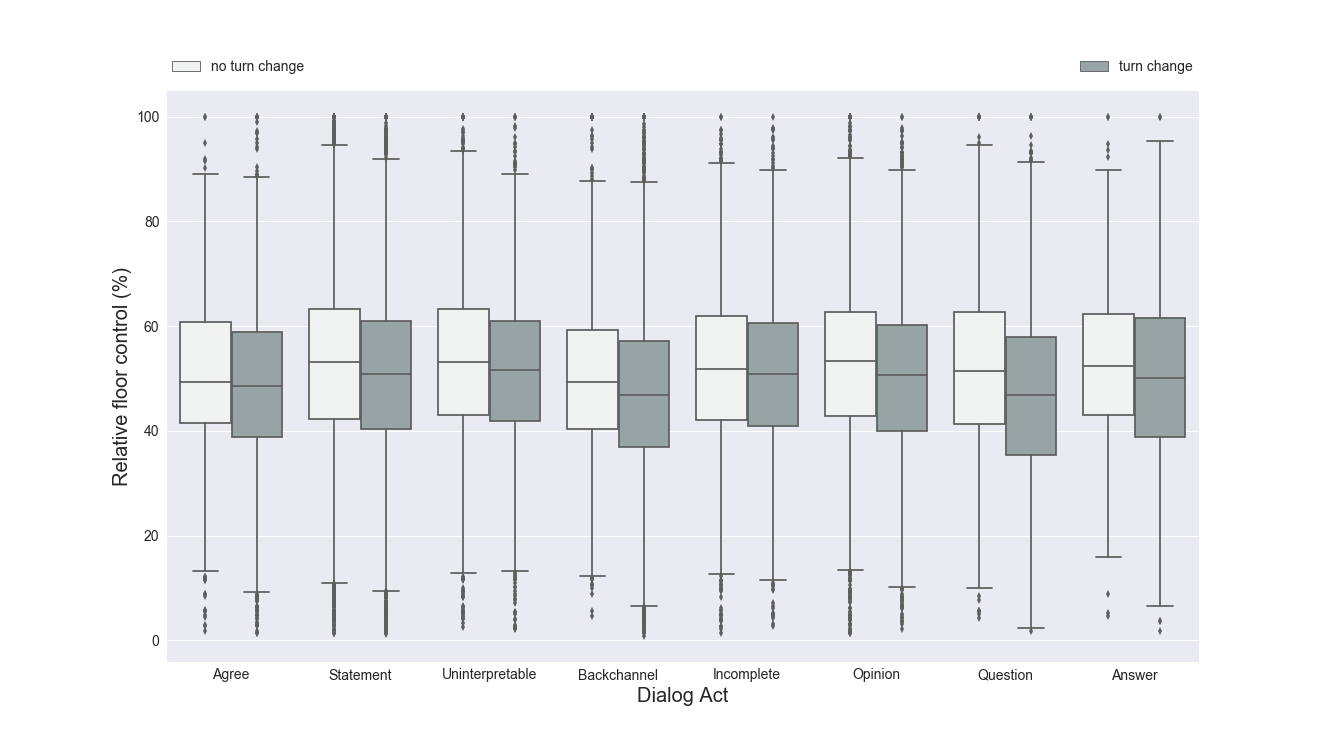 no turn change
turn change
100
80
60
40
20
0
Relative floor control (%)
Agree
Statement
Uninterpretable
Backchannel
Incomplete
Opinion
Question
Answer
Dialog Act